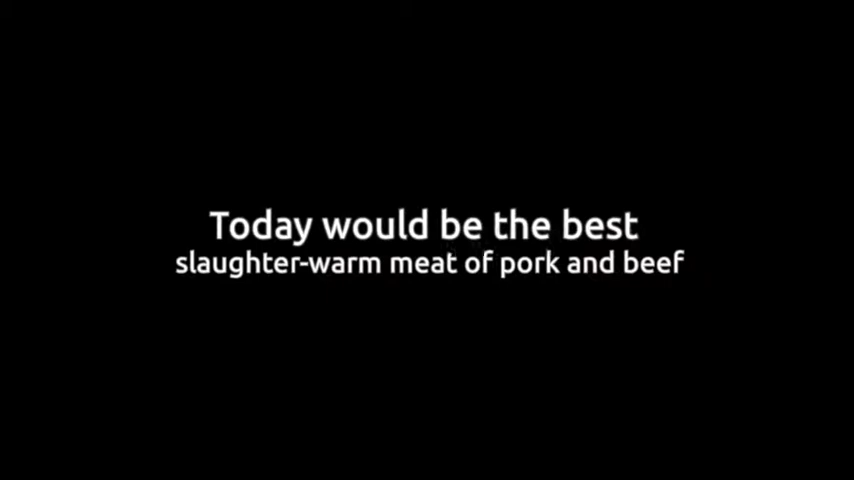 Today would be the best
slaughter-warm meat of pork and beef